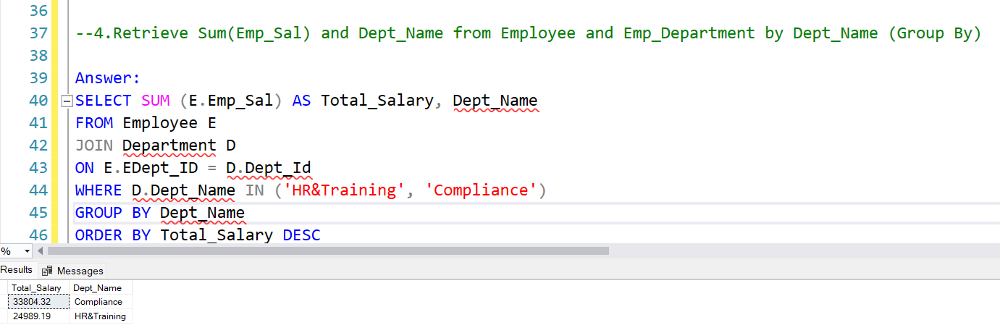 36
37 --4.Retrieve Sum(Emp_Sal) and Dept_Name from Employee and Emp_Department by Dept_Name (Group By)
38
39 Answer:
40 SELECT SUM (E.Emp_Sal) AS Total_Salary, Dept_Name
41 FROM Employee E
42 JOIN Department D
43 ON E.EDept_ID = D.Dept_Id
44 WHERE D.Dept_Name IN ('HR&Training', 'Compliance')
45 GROUP BY Dept_Name
46 ORDER BY Total_Salary DESC
%
Results Messages
Total_Salary Dept_Name
33804.32 Compliance
24989.19 HR&Training